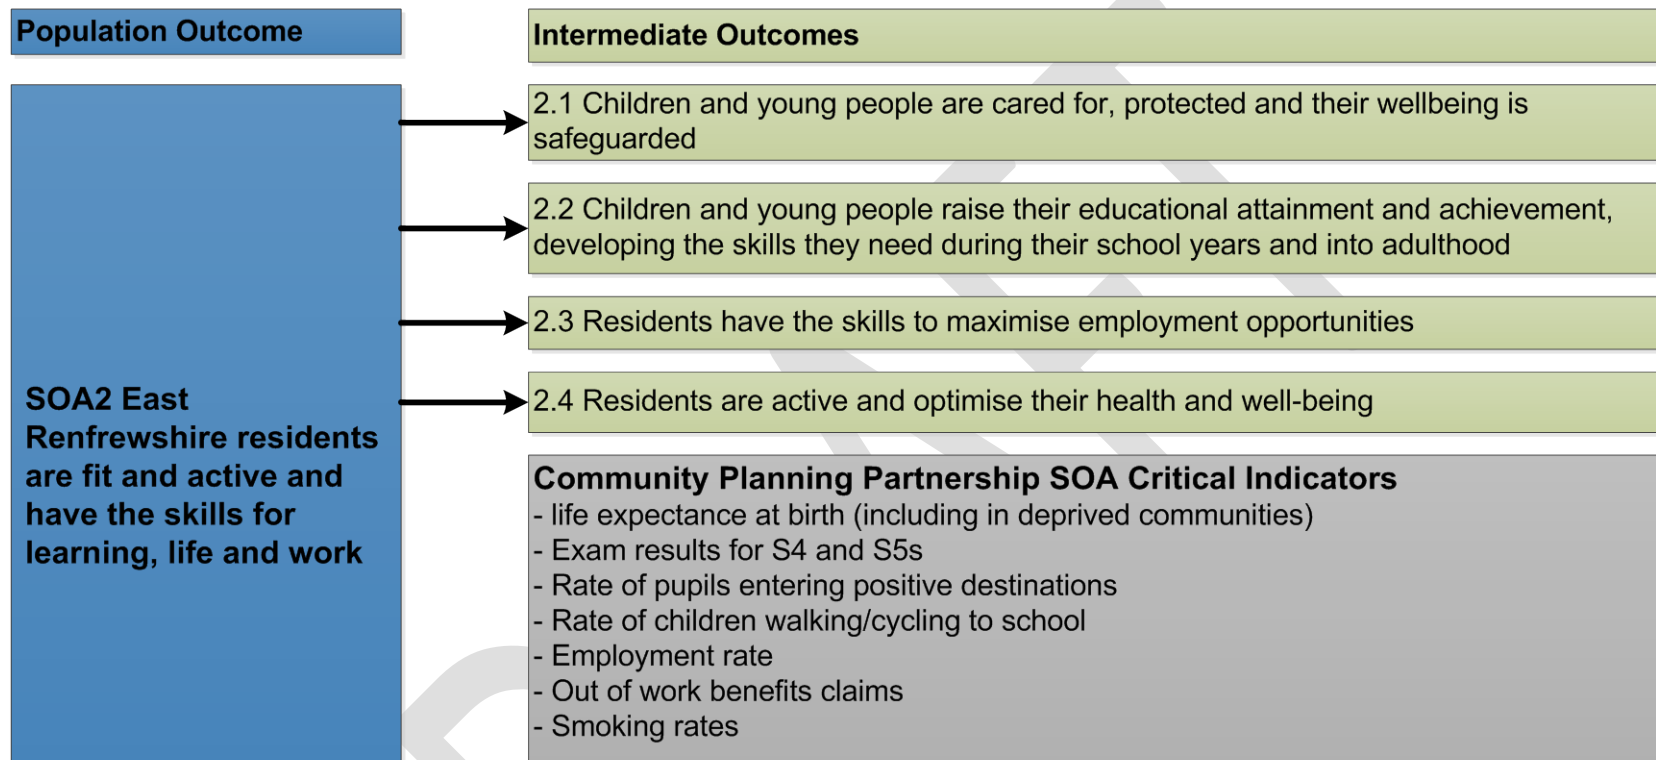 Population Outcome
Intermediate Outcomes
SOA2 East
Renfrewshire residents
are fit and active and
have the skills for
learning, life and work
2.1 Children and young people are cared for, protected and their wellbeing is
safeguarded
2.2 Children and young people raise their educational attainment and achievement,
developing the skills they need during their school years and into adulthood
2.3 Residents have the skills to maximise employment opportunities
2.4 Residents are active and optimise their health and well-being
Community Planning Partnership SOA Critical Indicators
- life expectance at birth (including in deprived communities)
- Exam results for S4 and S5s
- Rate of pupils entering positive destinations
- Rate of children walking/cycling to school
- Employment rate
- Out of work benefits claims
- Smoking rates